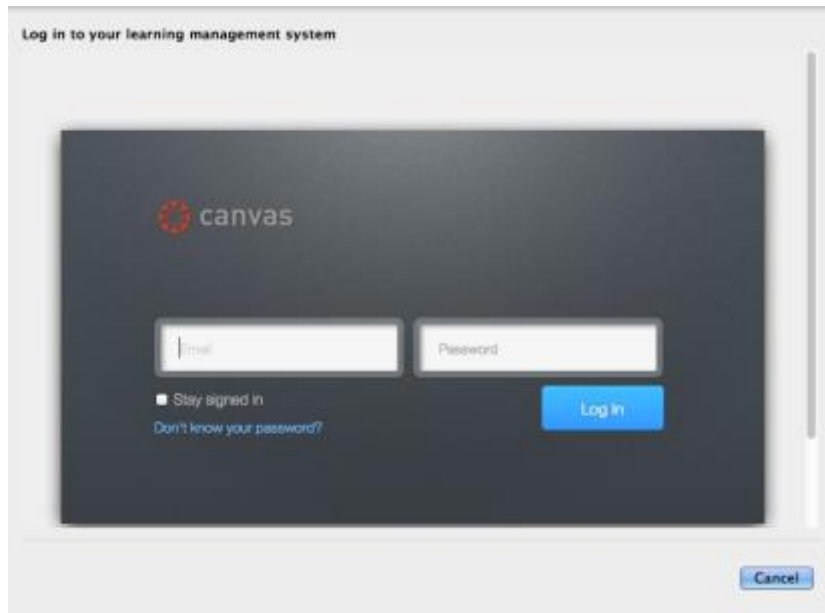 Log in to your learning management system
canvas
Email Password
Stay signed in
Log In
Don't know your password?
Cancel